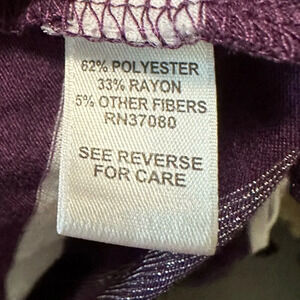 62% POLYESTER
33% RAYON
5% OTHER FIBERS
RN37080
SEE REVERSE
FOR CARE